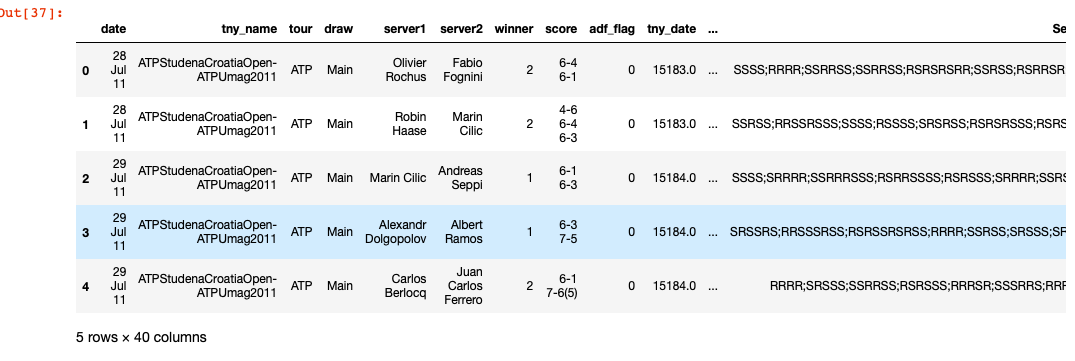 Out[37]:
date tny_name tour draw server1 server2 winner score adf_flag tny_date ... Se
0 28 Jul 11 ATPStudenaCroatiaOpen-ATPUmag2011 ATP Main Olivier Rochus Fabio Fognini 2 6-4 6-1 0 15183.0 ... SSSS;RRRR;SSRRSS;SSRRSS;RSRSRSRR;SSRSS;RSRRSR;
1 28 Jul 11 ATPStudenaCroatiaOpen-ATPUmag2011 ATP Main Robin Haase Marin Cilic 2 4-6 6-4 6-3 0 15183.0 ... SSRSS;RRSSRSSS;SSSS;RSSSS;SRSRSS;RSRSRSSS;RSRS
2 29 Jul 11 ATPStudenaCroatiaOpen-ATPUmag2011 ATP Main Marin Cilic Andreas Seppi 1 6-1 6-3 0 15184.0 ... SSSS;SRRRR;SSRRRSSS;RSRRSSSS;RSRSSS;SRRRR;SSRS
3 29 Jul 11 ATPStudenaCroatiaOpen-ATPUmag2011 ATP Main Alexandr Dolgopolov Albert Ramos 1 6-3 7-5 0 15184.0 ... SRSSRS;RRSSSRSS;RSRSSRSRSS;RRRR;SSRSS;SRSSS;SR
4 29 Jul 11 ATPStudenaCroatiaOpen-ATPUmag2011 ATP Main Carlos Berlocq Juan Carlos Ferrero 2 6-1 7-6(5) 0 15184.0 ... RRRR;SRSSS;SSRRSS;RSRSSS;RRRSR;SSSRRS;RRF
5 rows × 40 columns